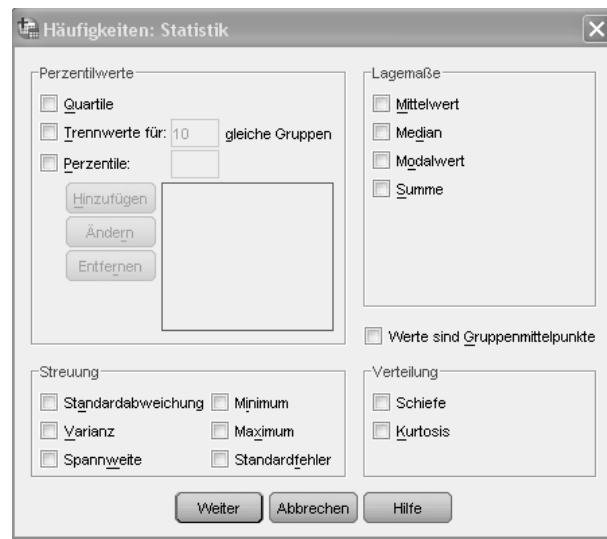 Häufigkeiten: Statistik
Perzentilwerte
Quartile
Trennwerte für: 10 gleiche Gruppen
Perzentile:
Hinzufügen
Ändern
Entfernen
Lagemaße
Mittelwert
Median
Modalwert
Summe
Werte sind Gruppenmittelpunkte
Streuung
Standardabweichung Minimum
Varianz Maximum
Spannweite Standardfehler
Verteilung
Schiefe
Kurtosis
Weiter Abbrechen Hilfe